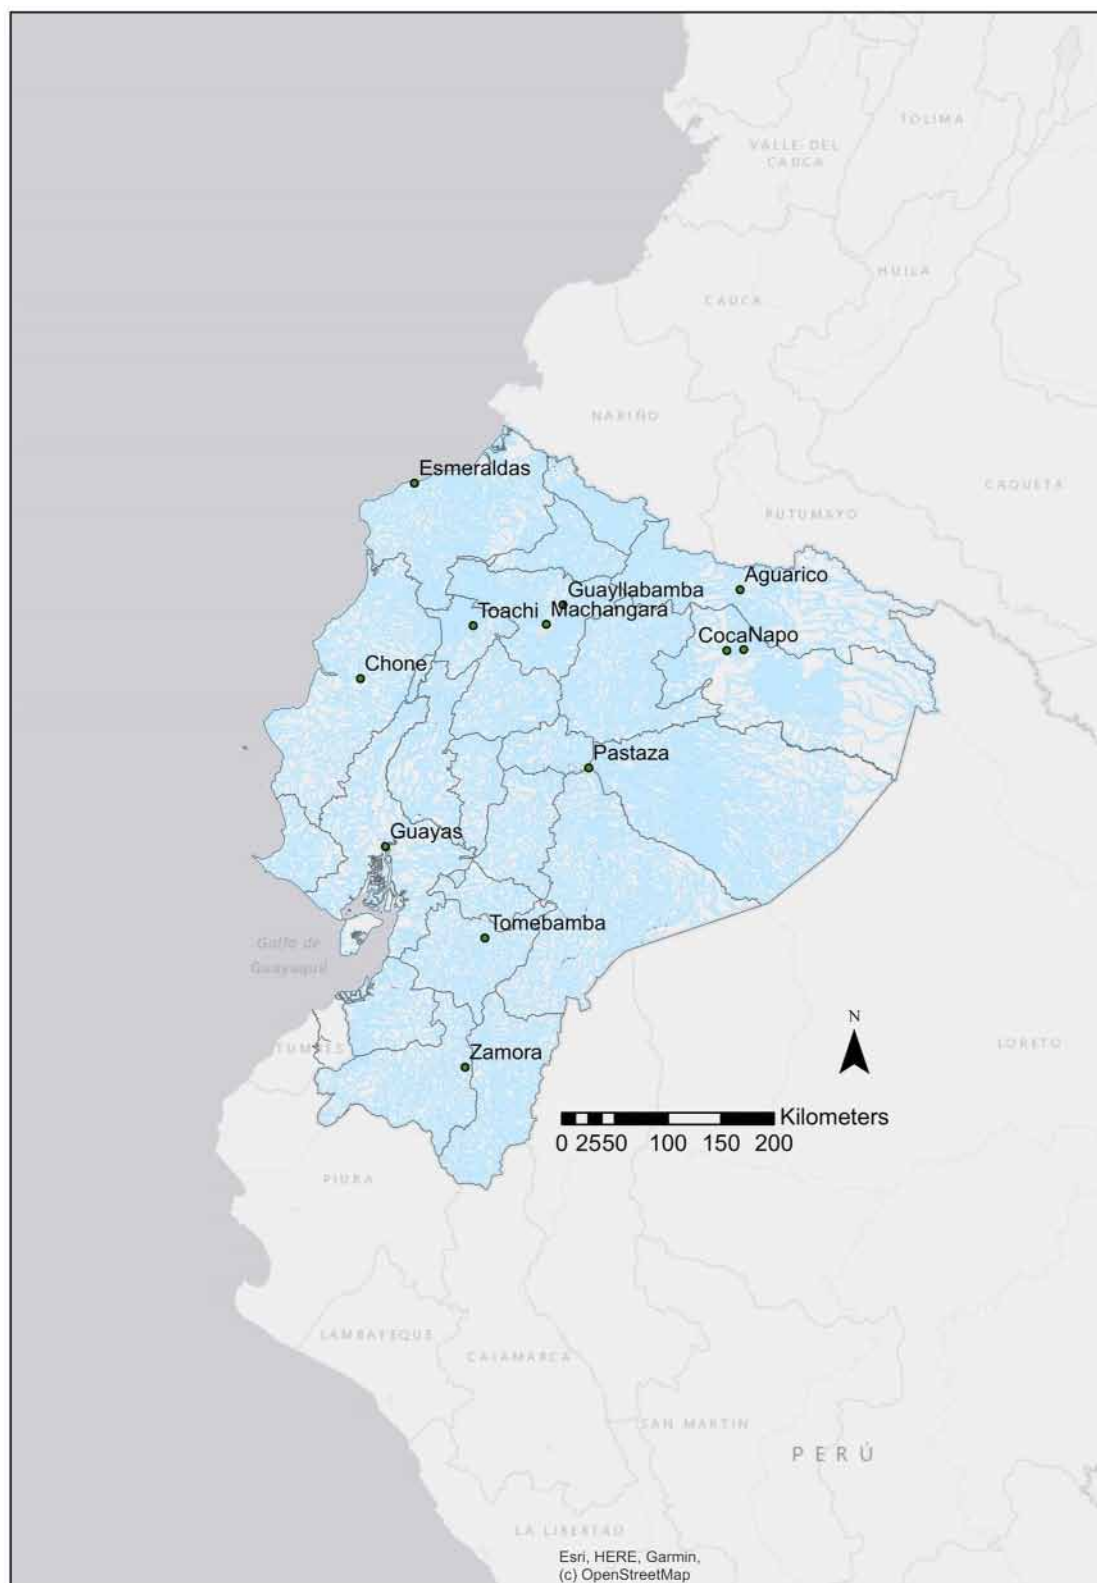 TOLIMA
VALLE DEL
CAUCA
HUILA
CAUCA
NARIÑO
CAQUETA
PUTUMAYO
Esmeraldas
Aguarico
Guayllabamba
Toachi
Machangara
Coca
Napo
Chone
Pastaza
Guayas
Tomebamba
Golfo de
Guayaquil
N
LORETO
TUMBES
Zamora
Kilometers
0 25 50 100 150 200
PIURA
LAMBAYEQUE
CAJAMARCA
SAN MARTIN
PERÚ
LA LIBERTAD
Esri, HERE, Garmin,
(c) OpenStreetMap